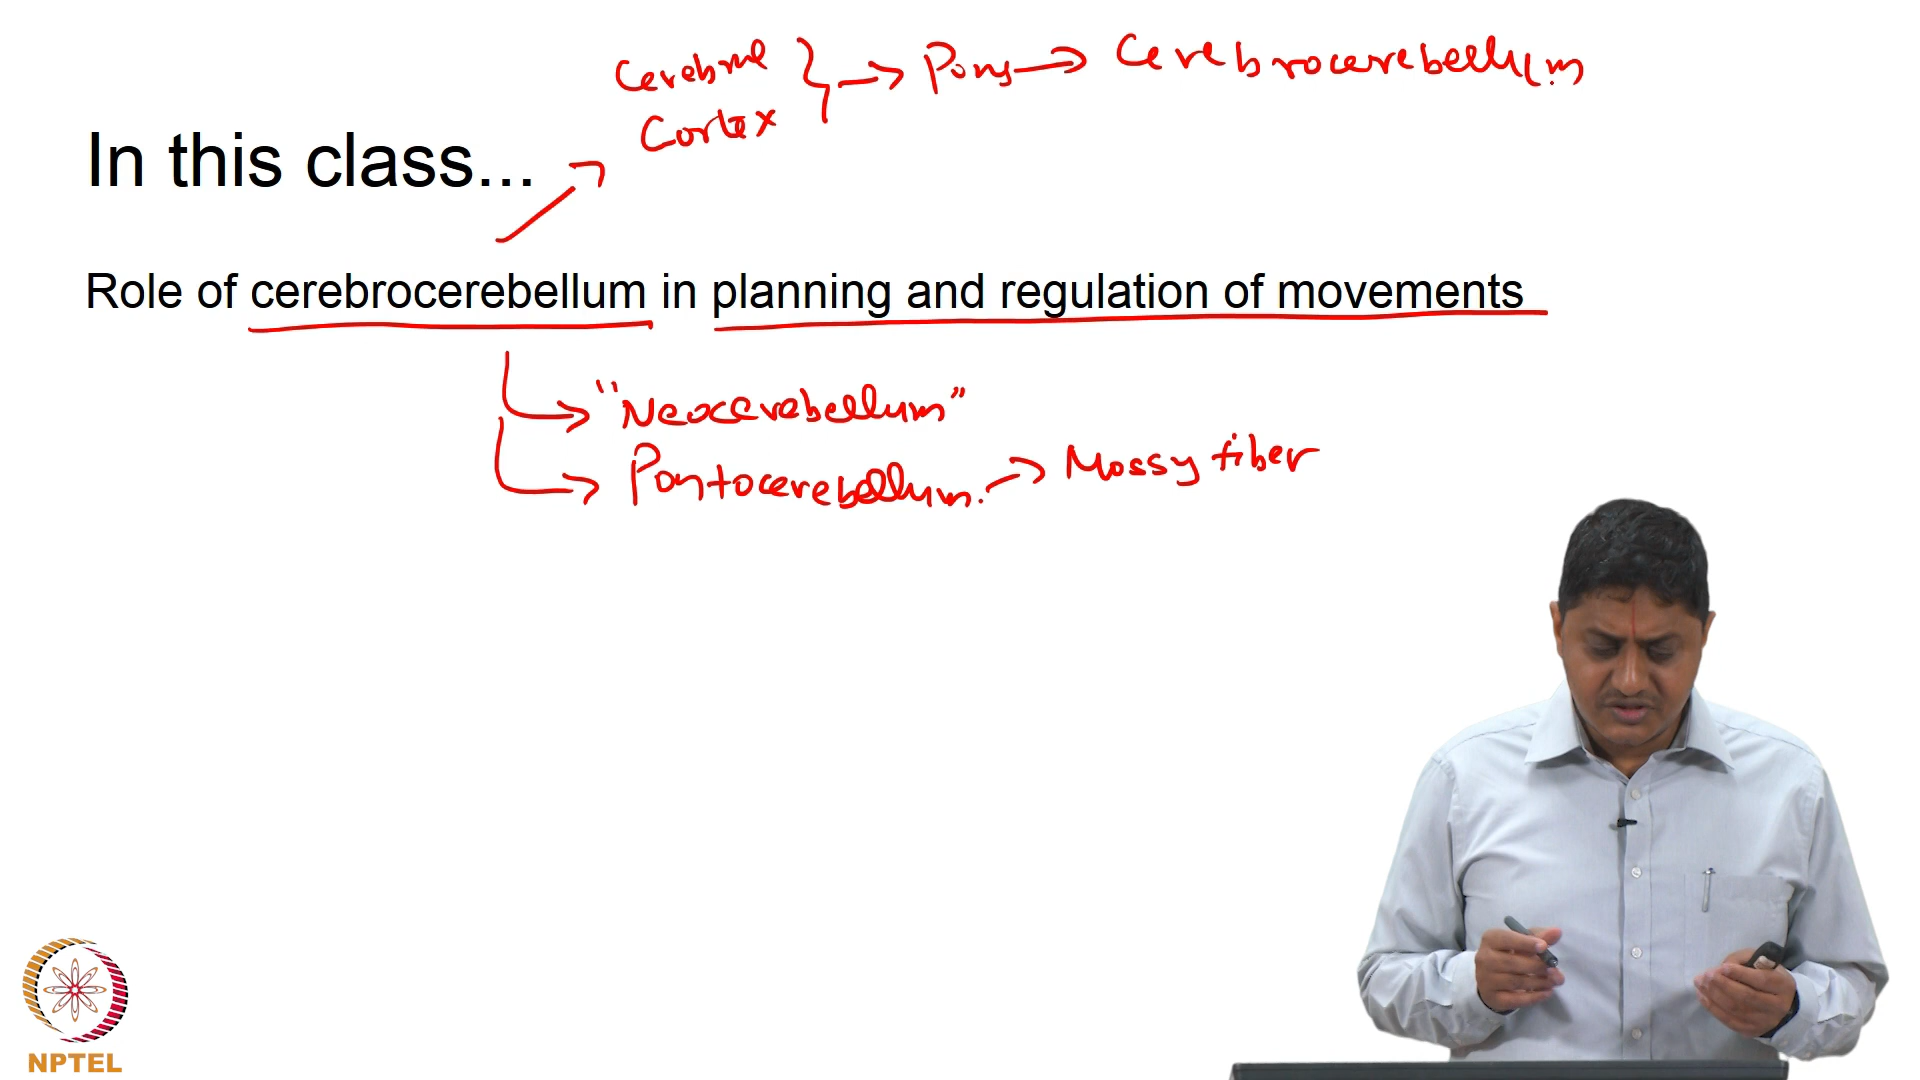 Cerebral } → Pons → Cerebrocerebellum
Cortex
In this class...
Role of cerebrocerebellum in planning and regulation of movements
"Neocerebellum"
Pontocerebellum. → Mossy fiber
NPTEL